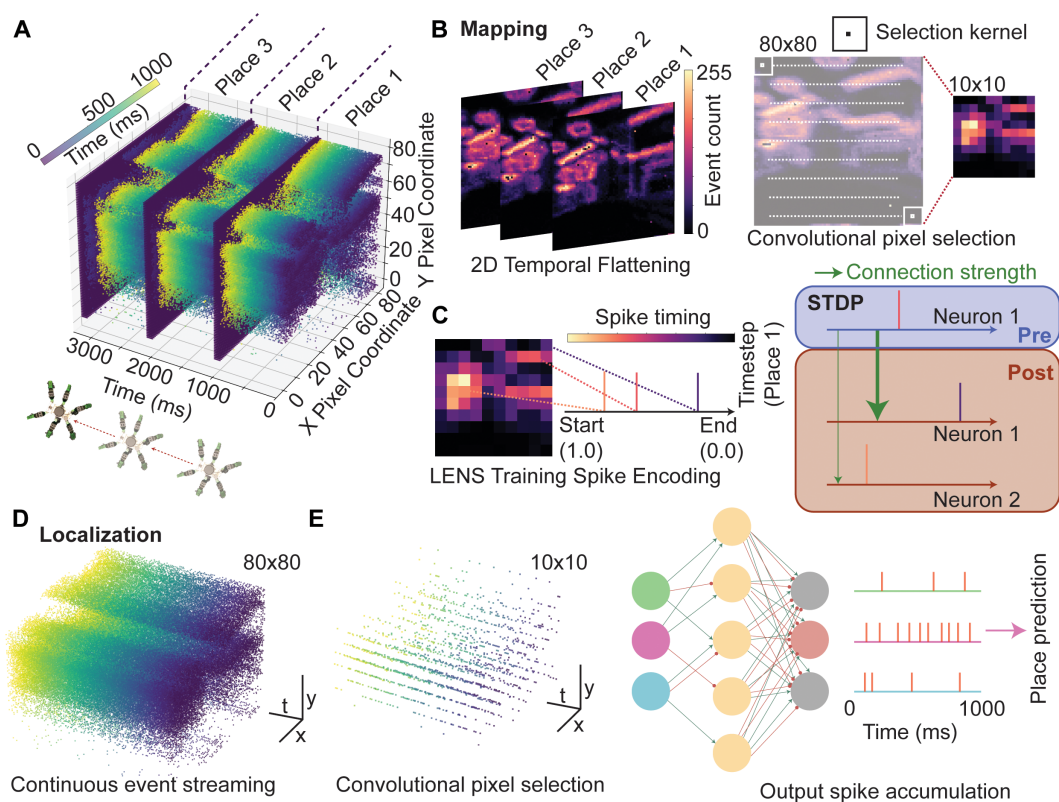 A
0
500
1000
Time (ms)
Place 3
Place 2
Place 1
80
60
40
20
0
Y Pixel Coordinate
0
20
40
60
80
X Pixel Coordinate
3000
2000
1000
0
Time (ms)
B
Mapping
Place 3
Place 2
Place 1
255
Event count
0
2D Temporal Flattening
80x80
Selection kernel
10x10
Convolutional pixel selection
C
Spike timing
Start
(1.0)
End
(0.0)
Timestep
(Place 1)
LENS Training Spike Encoding
Connection strength
STDP
Neuron 1
Pre
Post
Neuron 1
Neuron 2
D
Localization
80x80
t
y
x
Continuous event streaming
E
10x10
t
y
x
Convolutional pixel selection
0
1000
Time (ms)
Place prediction
Output spike accumulation